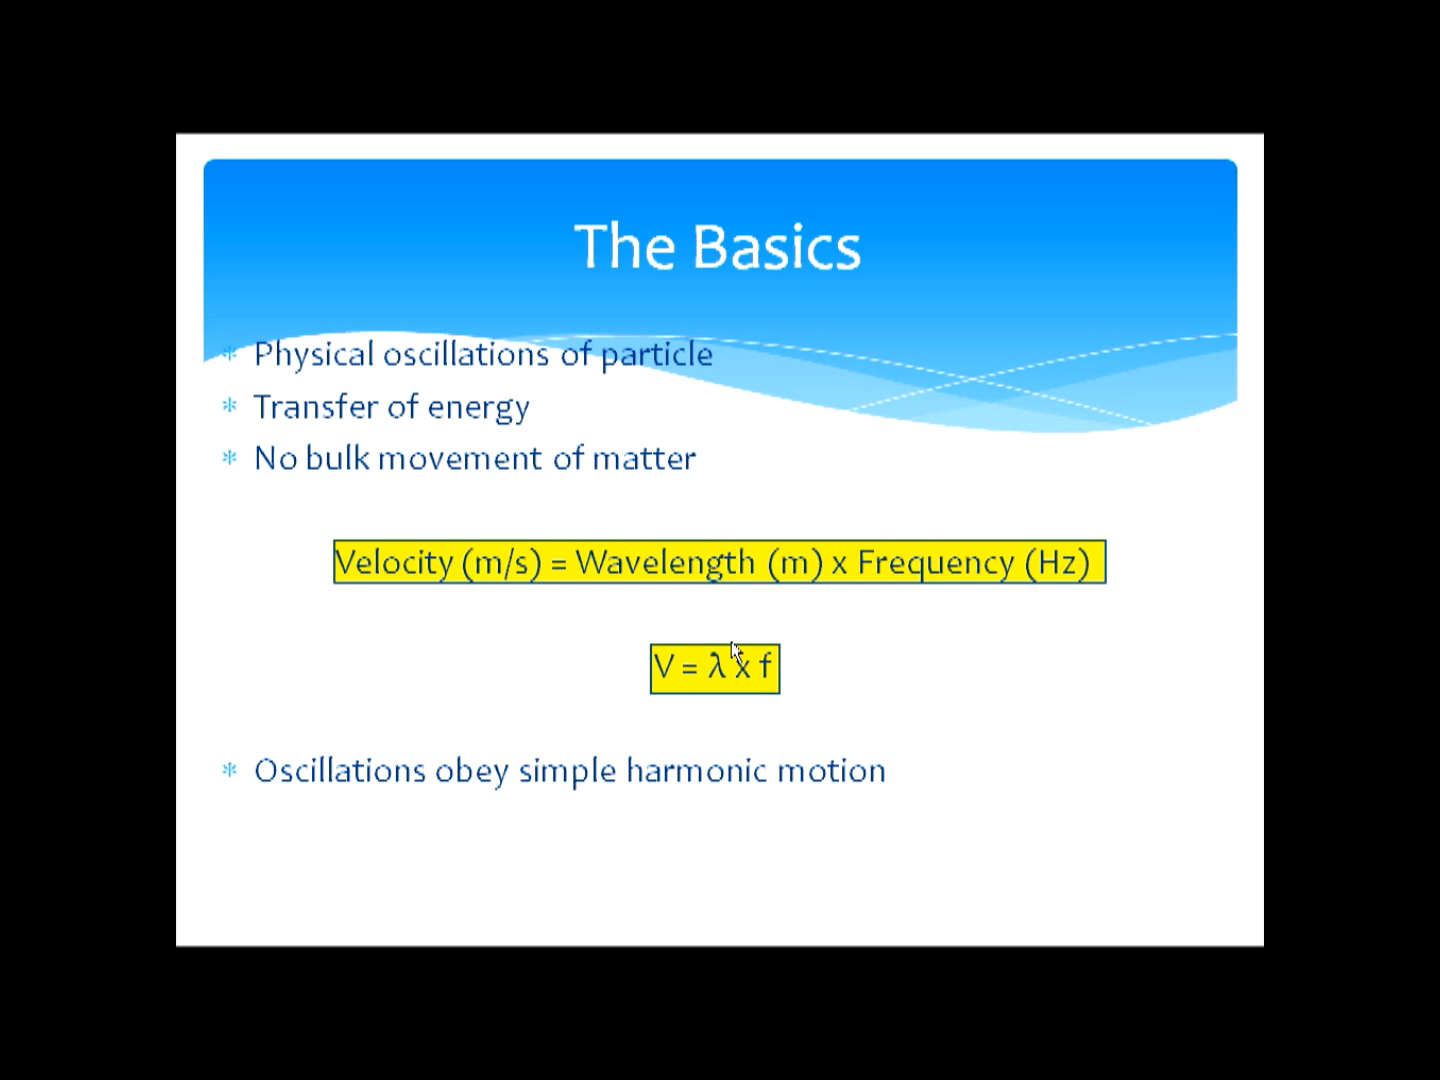 The Basics
* Physical oscillations of particle
* Transfer of energy
* No bulk movement of matter
Velocity (m/s) = Wavelength (m) x Frequency (Hz)
V = λ x f
* Oscillations obey simple harmonic motion